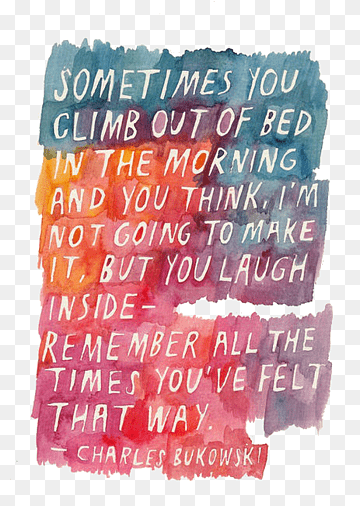 SOMETIMES YOU
CLIMB OUT OF BED
IN THE MORNING
AND YOU THINK, I'M
NOT GOING TO MAKE
IT, BUT YOU LAUGH
INSIDE—
REMEMBER ALL THE
TIMES YOU'VE FELT
THAT WAY.
— CHARLES BUKOWSKI